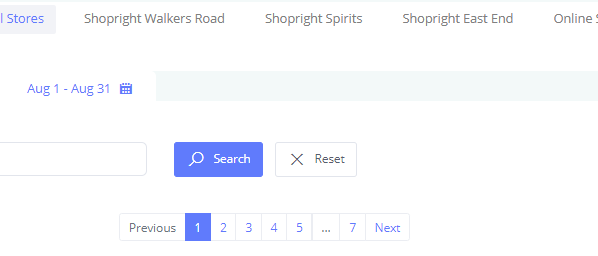 l Stores Shopright Walkers Road Shopright Spirits Shopright East End Online S
Aug 1 - Aug 31
Search Reset
Previous 1 2 3 4 5 ... 7 Next